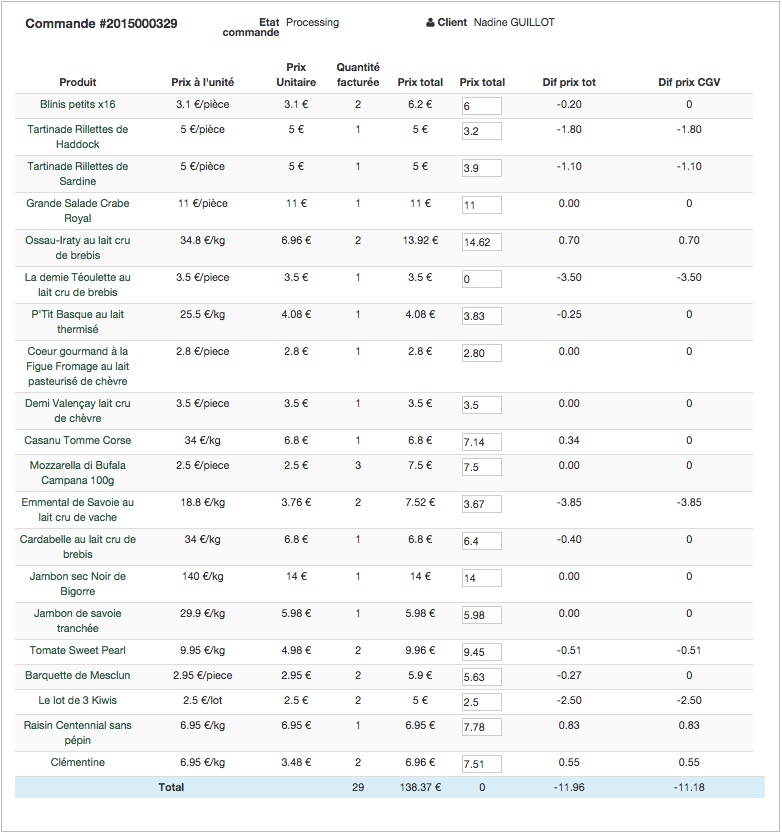 Commande #2015000329 Etat commande Processing Client Nadine GUILLOT
Produit Prix à l'unité Prix Unitaire Quantité facturée Prix total Prix total Dif prix tot Dif prix CGV
Blinis petits x16 3.1 €/pièce 3.1 € 2 6.2 € 6 -0.20 0
Tartinade Rillettes de Haddock 5 €/pièce 5 € 1 5 € 3.2 -1.80 -1.80
Tartinade Rillettes de Sardine 5 €/pièce 5 € 1 5 € 3.9 -1.10 -1.10
Grande Salade Crabe Royal 11 €/pièce 11 € 1 11 € 11 0.00 0
Ossau-Iraty au lait cru de brebis 34.8 €/kg 6.96 € 2 13.92 € 14.62 0.70 0.70
La demie Téoulette au lait cru de brebis 3.5 €/piece 3.5 € 1 3.5 € 0 -3.50 -3.50
P'Tit Basque au lait thermisé 25.5 €/kg 4.08 € 1 4.08 € 3.83 -0.25 0
Coeur gourmand à la Figue Fromage au lait pasteurisé de chèvre 2.8 €/piece 2.8 € 1 2.8 € 2.80 0.00 0
Demi Valençay lait cru de chèvre 3.5 €/piece 3.5 € 1 3.5 € 3.5 0.00 0
Casanu Tomme Corse 34 €/kg 6.8 € 1 6.8 € 7.14 0.34 0
Mozzarella di Bufala Campana 100g 2.5 €/piece 2.5 € 3 7.5 € 7.5 0.00 0
Emmental de Savoie au lait cru de vache 18.8 €/kg 3.76 € 2 7.52 € 3.67 -3.85 -3.85
Cardabelle au lait cru de brebis 34 €/kg 6.8 € 1 6.8 € 6.4 -0.40 0
Jambon sec Noir de Bigorre 140 €/kg 14 € 1 14 € 14 0.00 0
Jambon de savoie tranchée 29.9 €/kg 5.98 € 1 5.98 € 5.98 0.00 0
Tomate Sweet Pearl 9.95 €/kg 4.98 € 2 9.96 € 9.45 -0.51 -0.51
Barquette de Mesclun 2.95 €/piece 2.95 € 2 5.9 € 5.63 -0.27 0
Le lot de 3 Kiwis 2.5 €/lot 2.5 € 2 5 € 2.5 -2.50 -2.50
Raisin Centennial sans pépin 6.95 €/kg 6.95 € 1 6.95 € 7.78 0.83 0.83
Clémentine 6.95 €/kg 3.48 € 2 6.96 € 7.51 0.55 0.55
Total 29 138.37 € 0 -11.96 -11.18